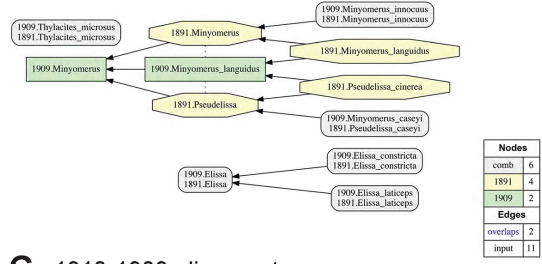 1909.Thylacites_microsus
1891.Thylacites_microsus
1891.Minyomerus
1909.Minyomerus_innocuus
1891.Minyomerus_innocuus
1891.Minyomerus_languidus
1909.Minyomerus
1909.Minyomerus_languidus
1891.Pseudelissa_cinerea
1891.Pseudelissa
1909.Minyomerus_caseyi
1891.Pseudelissa_caseyi
1909.Elissa_constricta
1891.Elissa_constricta
1909.Elissa
1891.Elissa
1909.Elissa_laticeps
1891.Elissa_laticeps
Nodes
comb 6
1891 4
1909 2
Edges
overlaps 2
input 11